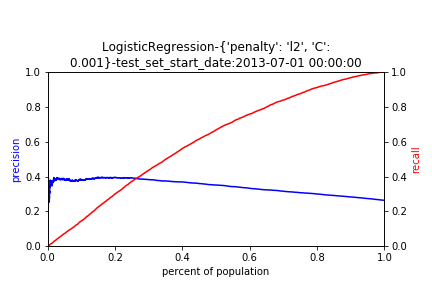 LogisticRegression-{'penalty': 'l2', 'C':
0.001}-test_set_start_date:2013-07-01 00:00:00
1.0
0.8
0.6
0.4
0.2
0.0
precision
1.0
0.8
0.6
0.4
0.2
0.0
recall
0.0 0.2 0.4 0.6 0.8 1.0
percent of population